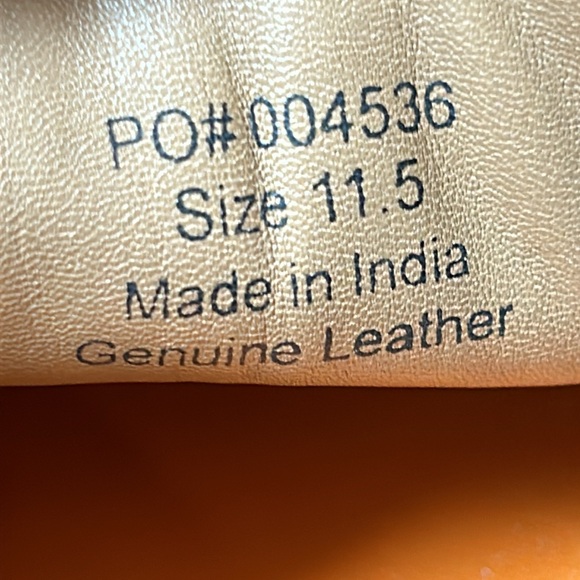 PO# 004536
Size 11.5
Made in India
Genuine Leather